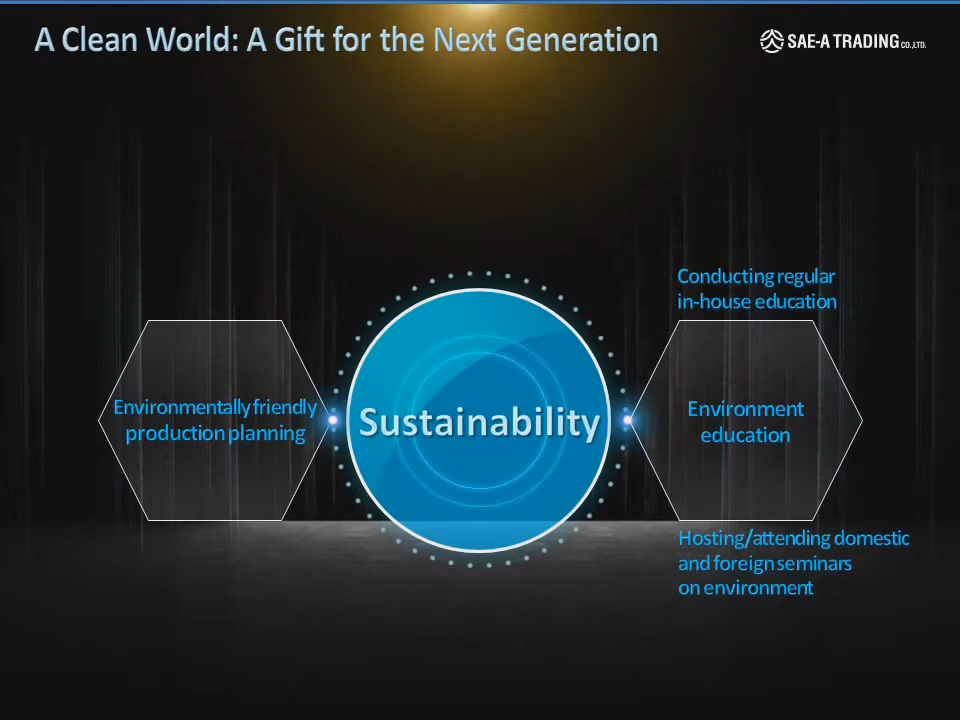 A Clean World: A Gift for the Next Generation
SAE-A TRADING CO.,LTD.
Conducting regular
in-house education
Environmentally friendly
production planning
Sustainability
Environment
education
Hosting/attending domestic
and foreign seminars
on environment